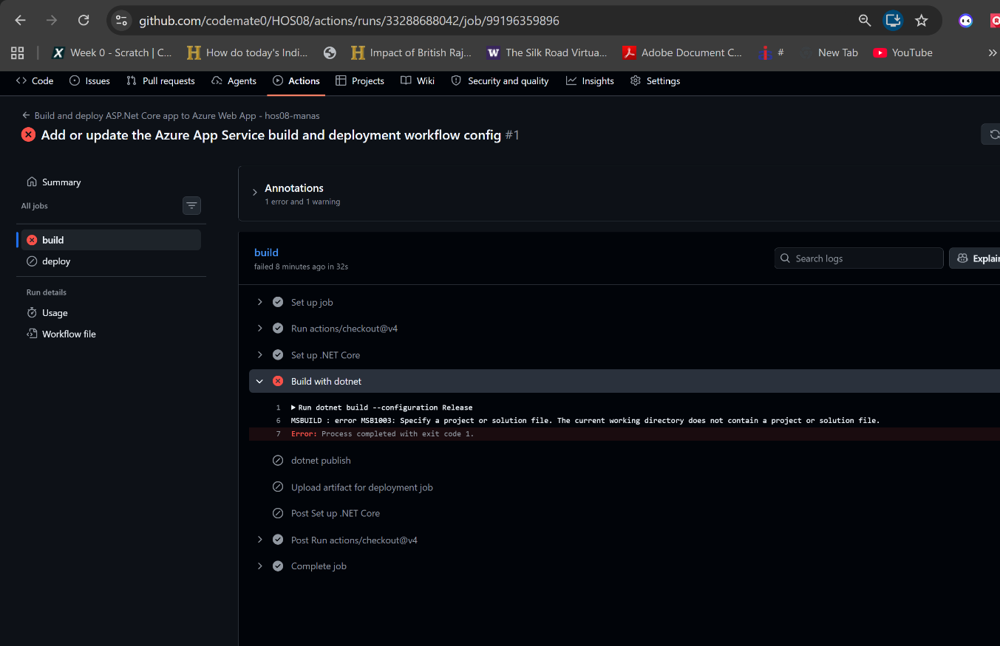 github.com/codemate0/HOS08/actions/runs/33288688042/job/99196359896
Week 0 - Scratch | C... How do today's Indi... Impact of British Raj... The Silk Road Virtua... Adobe Document C... # New Tab YouTube
Code Issues Pull requests Agents Actions Projects Wiki Security and quality Insights Settings
Build and deploy ASP.Net Core app to Azure Web App - hos08-manas
Add or update the Azure App Service build and deployment workflow config #1
Summary
All jobs
build
deploy
Run details
Usage
Workflow file
Annotations
1 error and 1 warning
build
failed 8 minutes ago in 32s
Search logs
Explain
Set up job
Run actions/checkout@v4
Set up .NET Core
Build with dotnet
1 Run dotnet build --configuration Release
6 MSBUILD : error MSB1003: Specify a project or solution file. The current working directory does not contain a project or solution file.
7 Error: Process completed with exit code 1.
dotnet publish
Upload artifact for deployment job
Post Set up .NET Core
Post Run actions/checkout@v4
Complete job